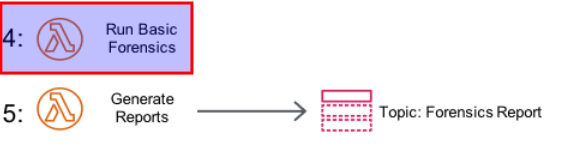 4:
Run Basic
Forensics
5:
Generate
Reports
Topic: Forensics Report